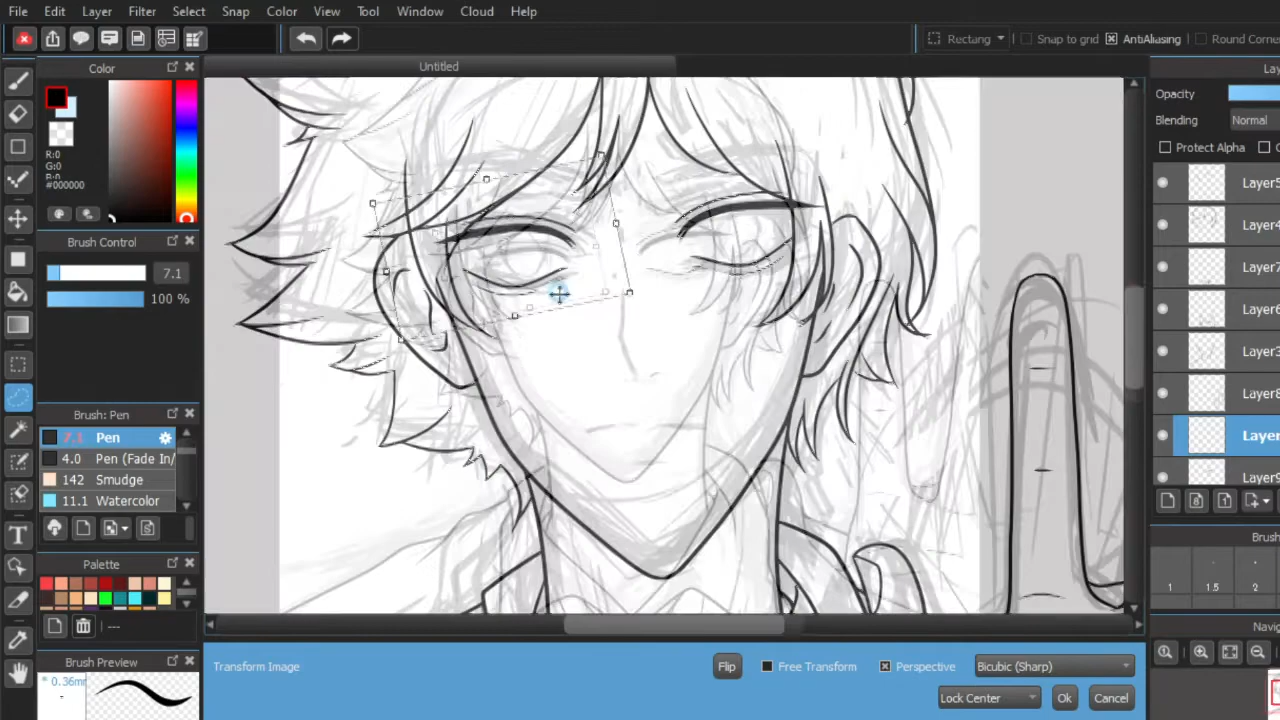 File Edit Layer Filter Select Snap Color View Tool Window Cloud Help
Rectang Snap to grid AntiAliasing Round Corne
Color
Untitled
Lay
R:0
G:0
B:0
#000000
Opacity
Blending Normal
Protect Alpha
Layer5
Layer4
Layer7
Layer6
Layer3
Layer8
Layer
Layer9
Brush Control
7.1
100 %
Brush: Pen
7.1 Pen
4.0 Pen (Fade In/
142 Smudge
11.1 Watercolor
Brush
1 1.5 2
Palette
---
Navig
Brush Preview
* 0.36mm
Transform Image Flip Free Transform Perspective Bicubic (Sharp)
Lock Center Ok Cancel